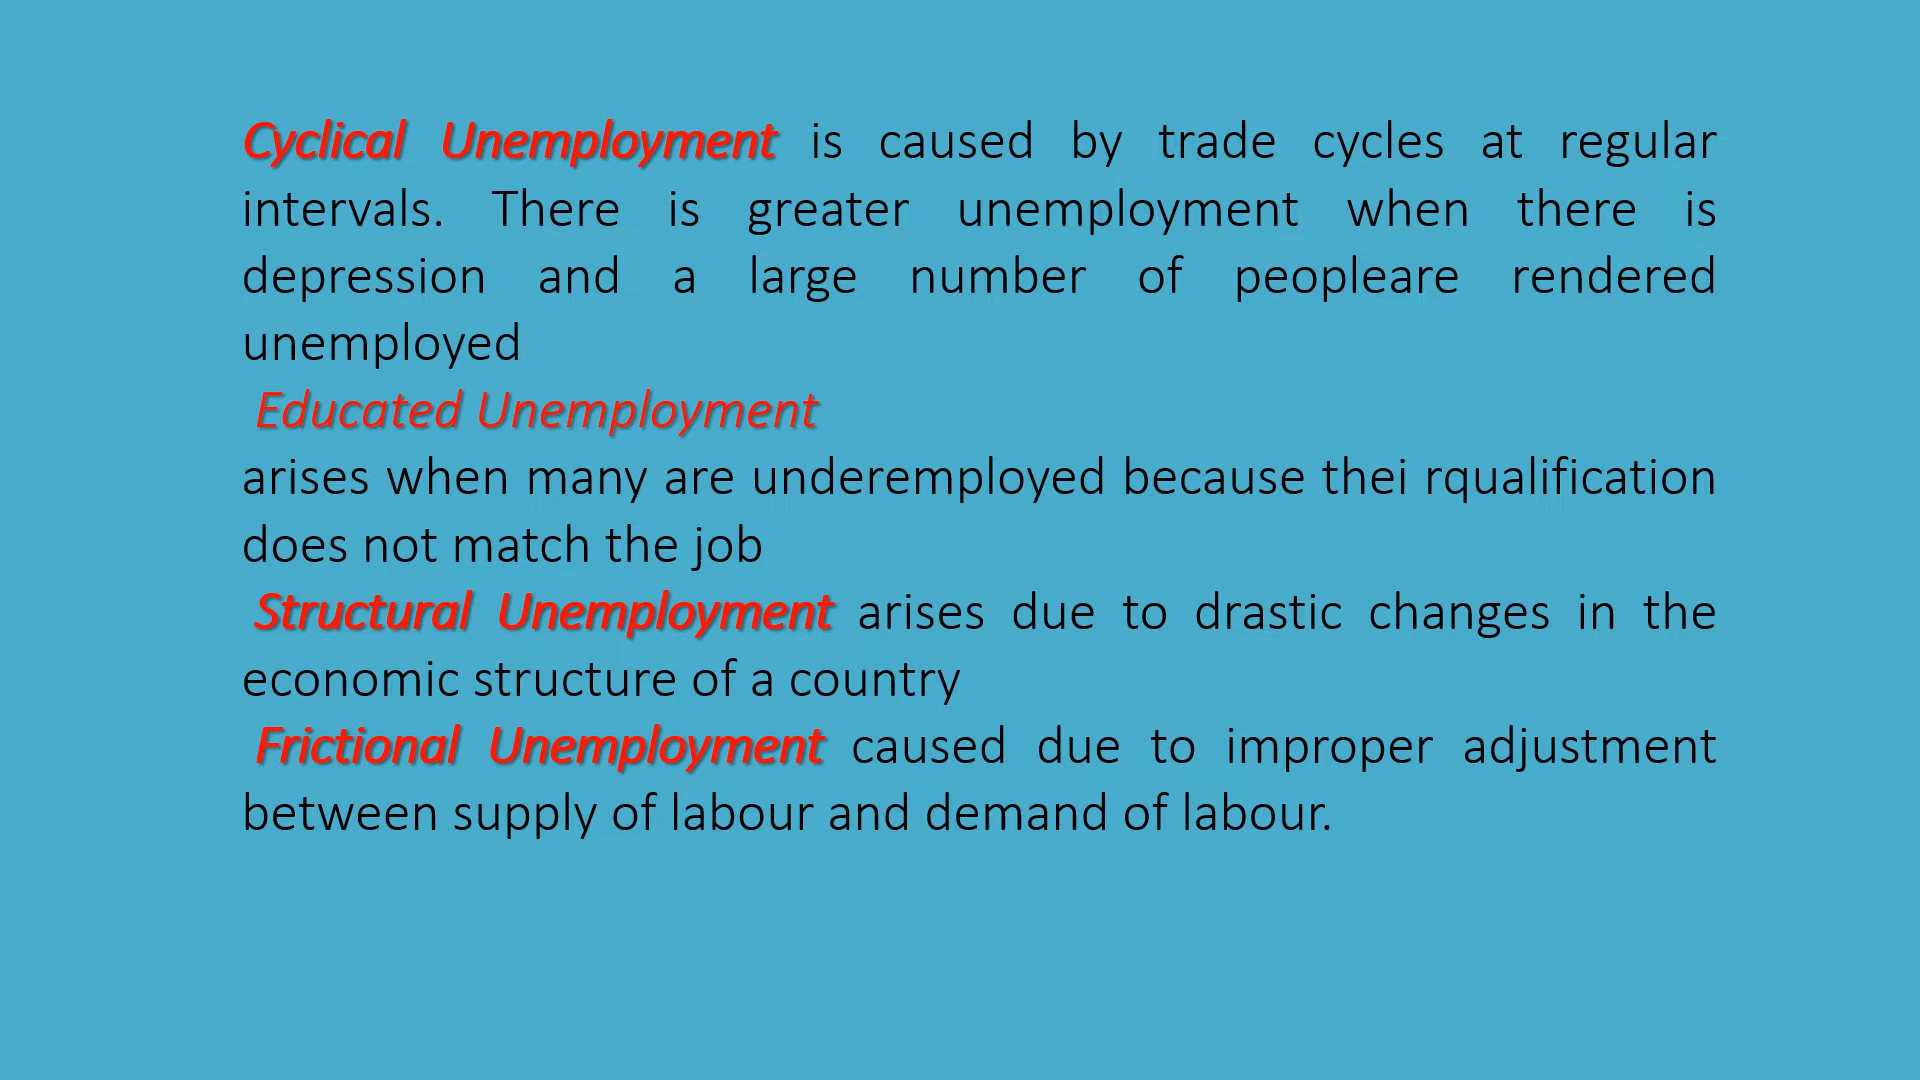 Cyclical Unemployment is caused by trade cycles at regular
intervals. There is greater unemployment when there is
depression and a large number of peopleare rendered
unemployed
Educated Unemployment
arises when many are underemployed because thei rqualification
does not match the job
Structural Unemployment arises due to drastic changes in the
economic structure of a country
Frictional Unemployment caused due to improper adjustment
between supply of labour and demand of labour.